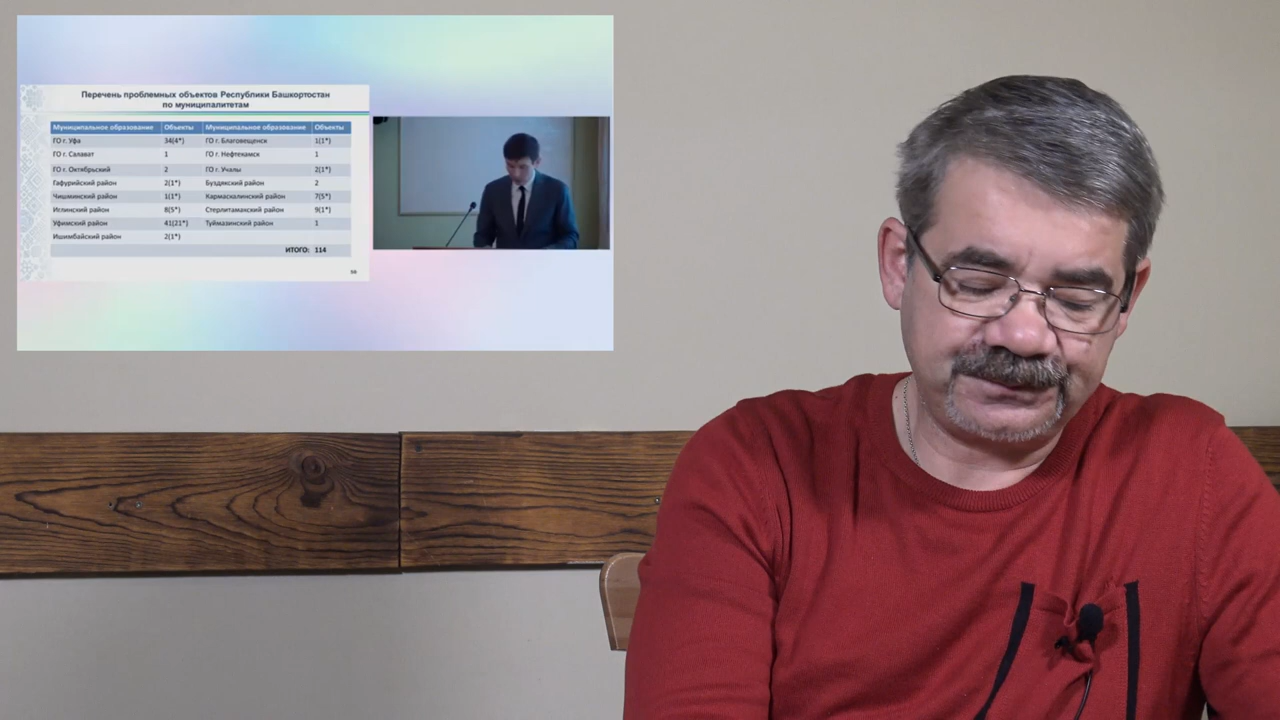 Перечень проблемных объектов Республики Башкортостан
по муниципалитетам
Муниципальное образование Объекты Муниципальное образование Объекты
ГО г. Уфа 34(4*) ГО г. Благовещенск 1(1*)
ГО г. Салават 1 ГО г. Нефтекамск 1
ГО г. Октябрьский 2 ГО г. Учалы 2(1*)
Гафурийский район 2(1*) Буздякский район 2
Чишминский район 1(1*) Кармаскалинский район 7(5*)
Иглинский район 8(5*) Стерлитамакский район 9(1*)
Уфимский район 41(21*) Туймазинский район 1
Ишимбайский район 2(1*)
ИТОГО: 114